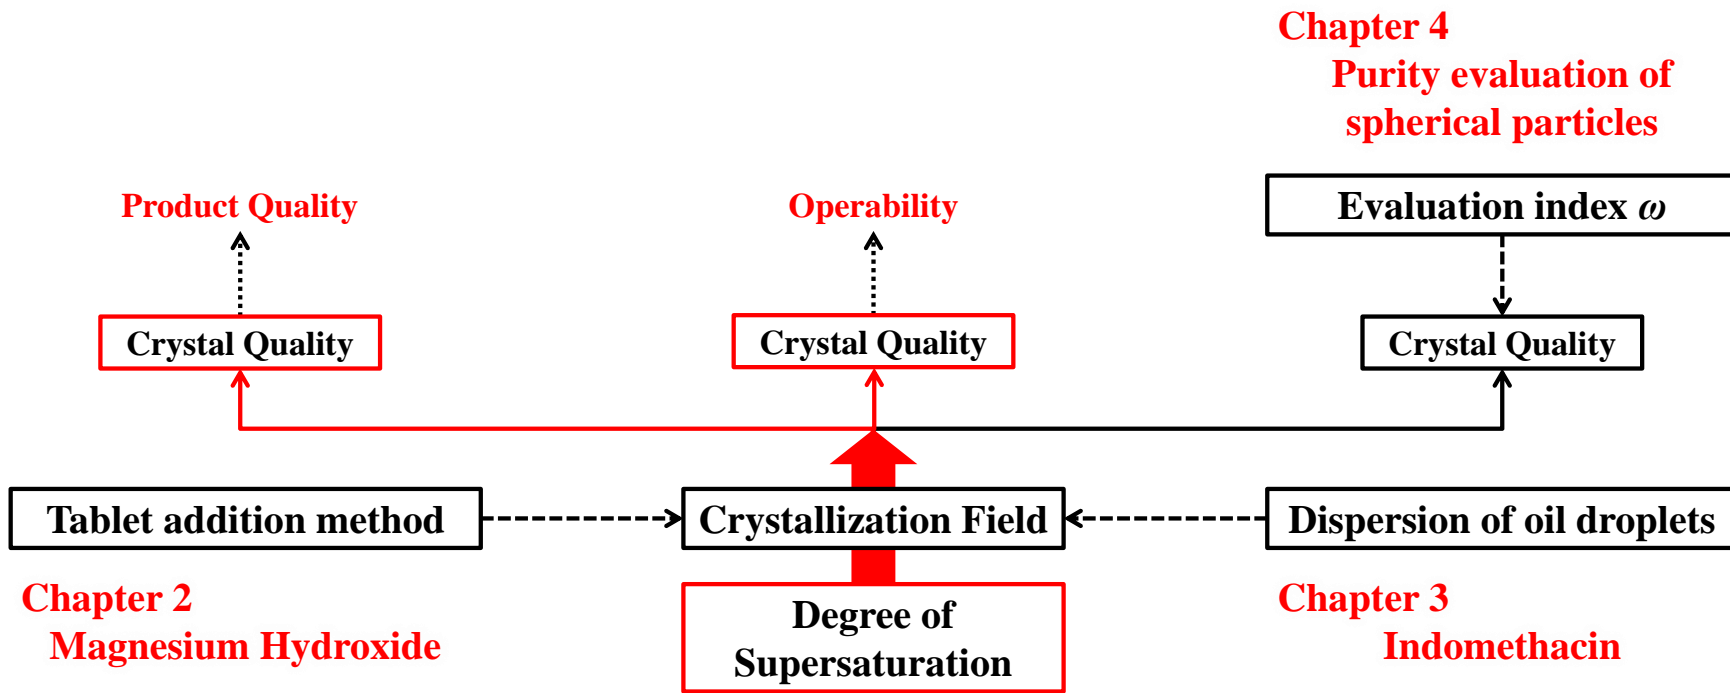 Chapter 4
Purity evaluation of
spherical particles
Product Quality
Operability
Evaluation index ω
Crystal Quality
Crystal Quality
Crystal Quality
Tablet addition method
Crystallization Field
Dispersion of oil droplets
Chapter 2
Magnesium Hydroxide
Degree of
Supersaturation
Chapter 3
Indomethacin